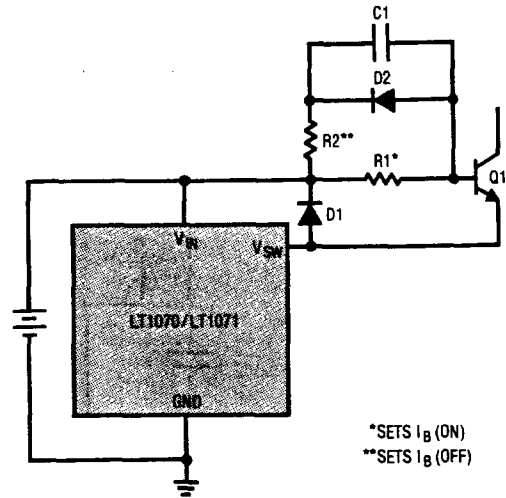 C1
D2
R2**
R1*
Q1
D1
VIN
VSW
LT1070/LT1071
GND
*SETS IB (ON)
**SETS IB (OFF)